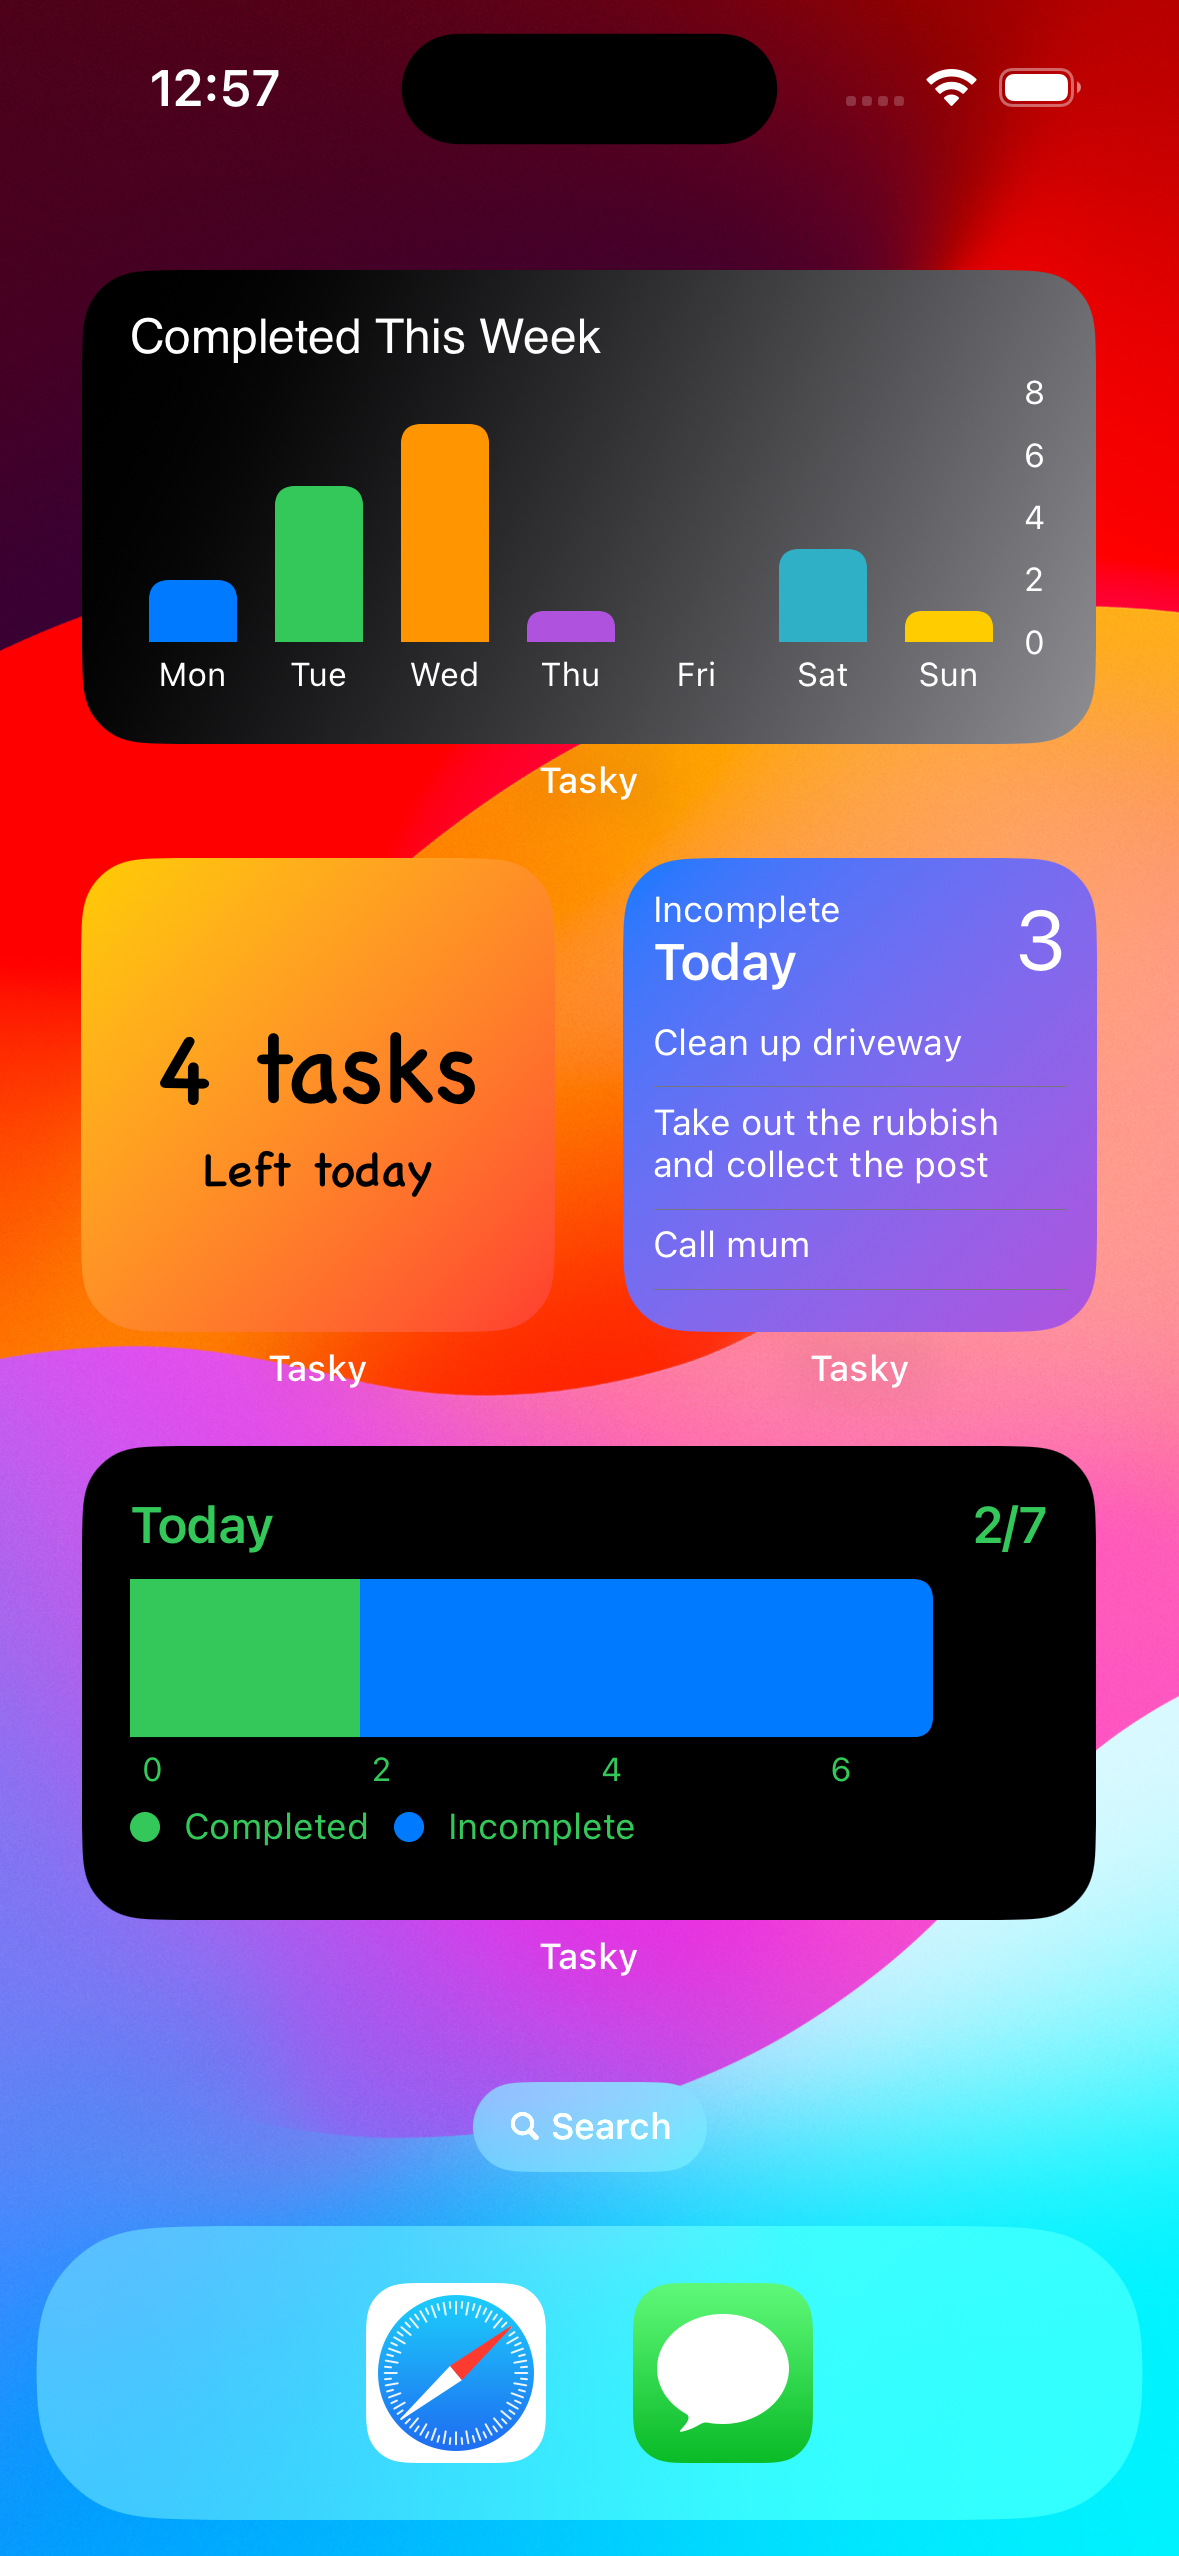 12:57
Completed This Week
8
6
4
2
0
Mon Tue Wed Thu Fri Sat Sun
Tasky
4 tasks
Left today
Tasky
Incomplete
Today
3
Clean up driveway
Take out the rubbish
and collect the post
Call mum
Tasky
Today 2/7
0 2 4 6
Completed Incomplete
Tasky
Search